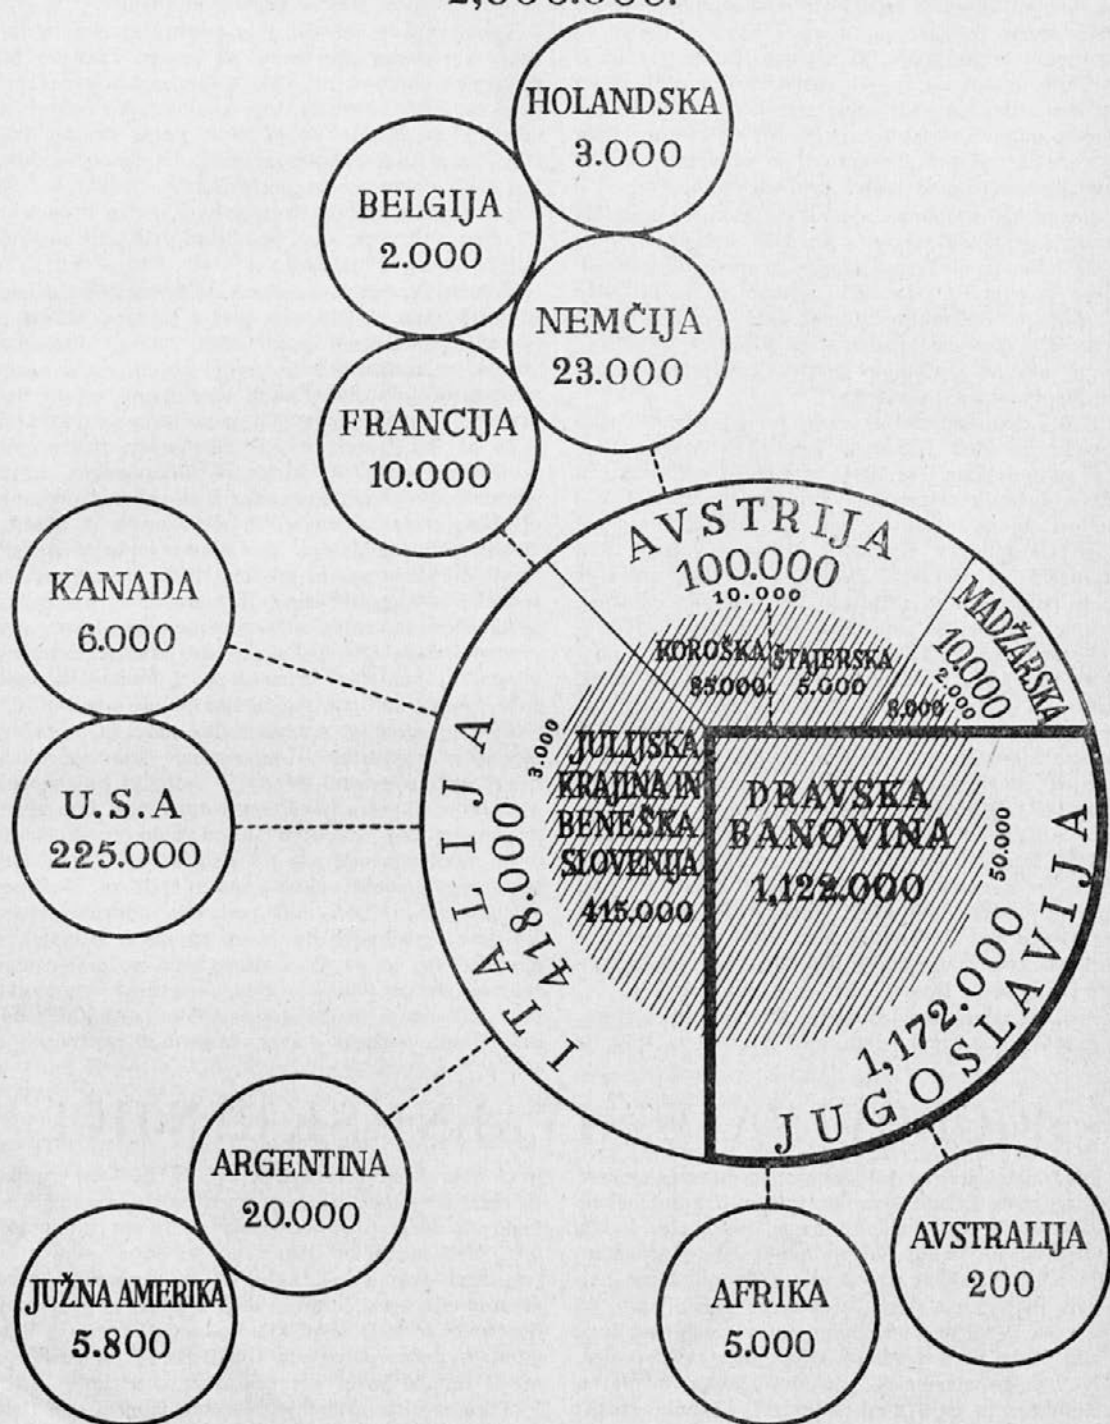 2,000.000.
HOLANDSKA
3.000
BELGIJA
2.000
NEMČIJA
23.000
FRANCIJA
10.000
KANADA
6.000
U.S.A
225.000
AVSTRIJA
100.000
10.000
KOROŠKA
85.000
ŠTAJERSKA
5.000
MADŽARSKA
10.000
2.000
8.000
ITALIJA
418.000
3.000
JULIJSKA
KRAJINA IN
BENEŠKA
SLOVENIJA
415.000
DRAVSKA
BANOVINA
1,122.000
50.000
1,172.000
JUGOSLAVIJA
ARGENTINA
20.000
JUŽNA AMERIKA
5.800
AFRIKA
5.000
AVSTRALIJA
200